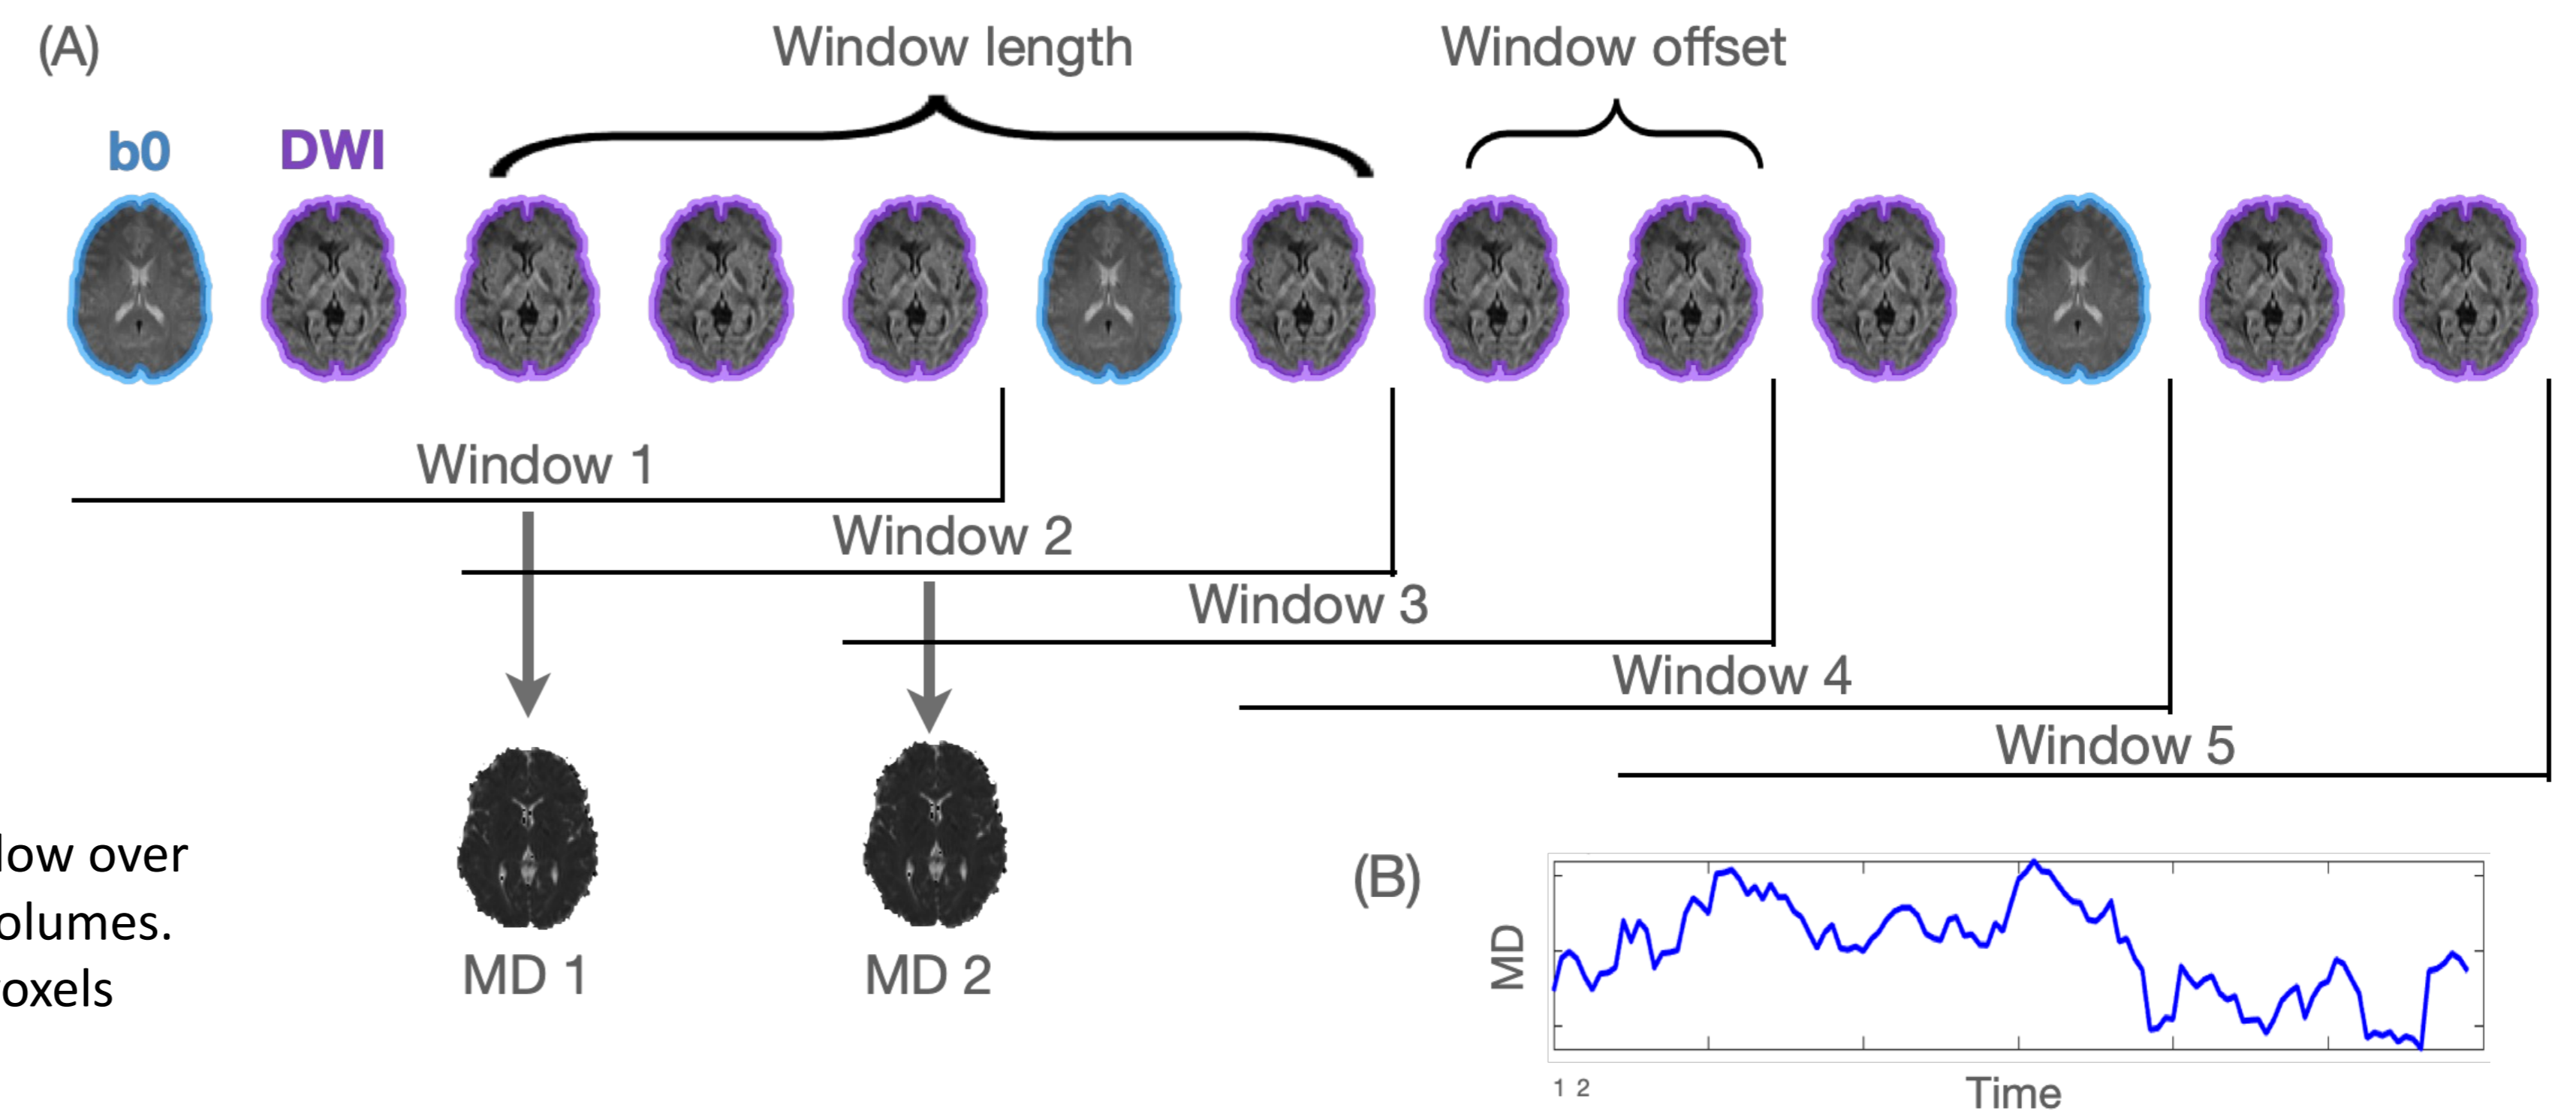 (A)
Window length
Window offset
b0
DWI
Window 1
Window 2
Window 3
Window 4
Window 5
MD 1
MD 2
low over
olumes.
oxels
(B)
MD
1 2
Time